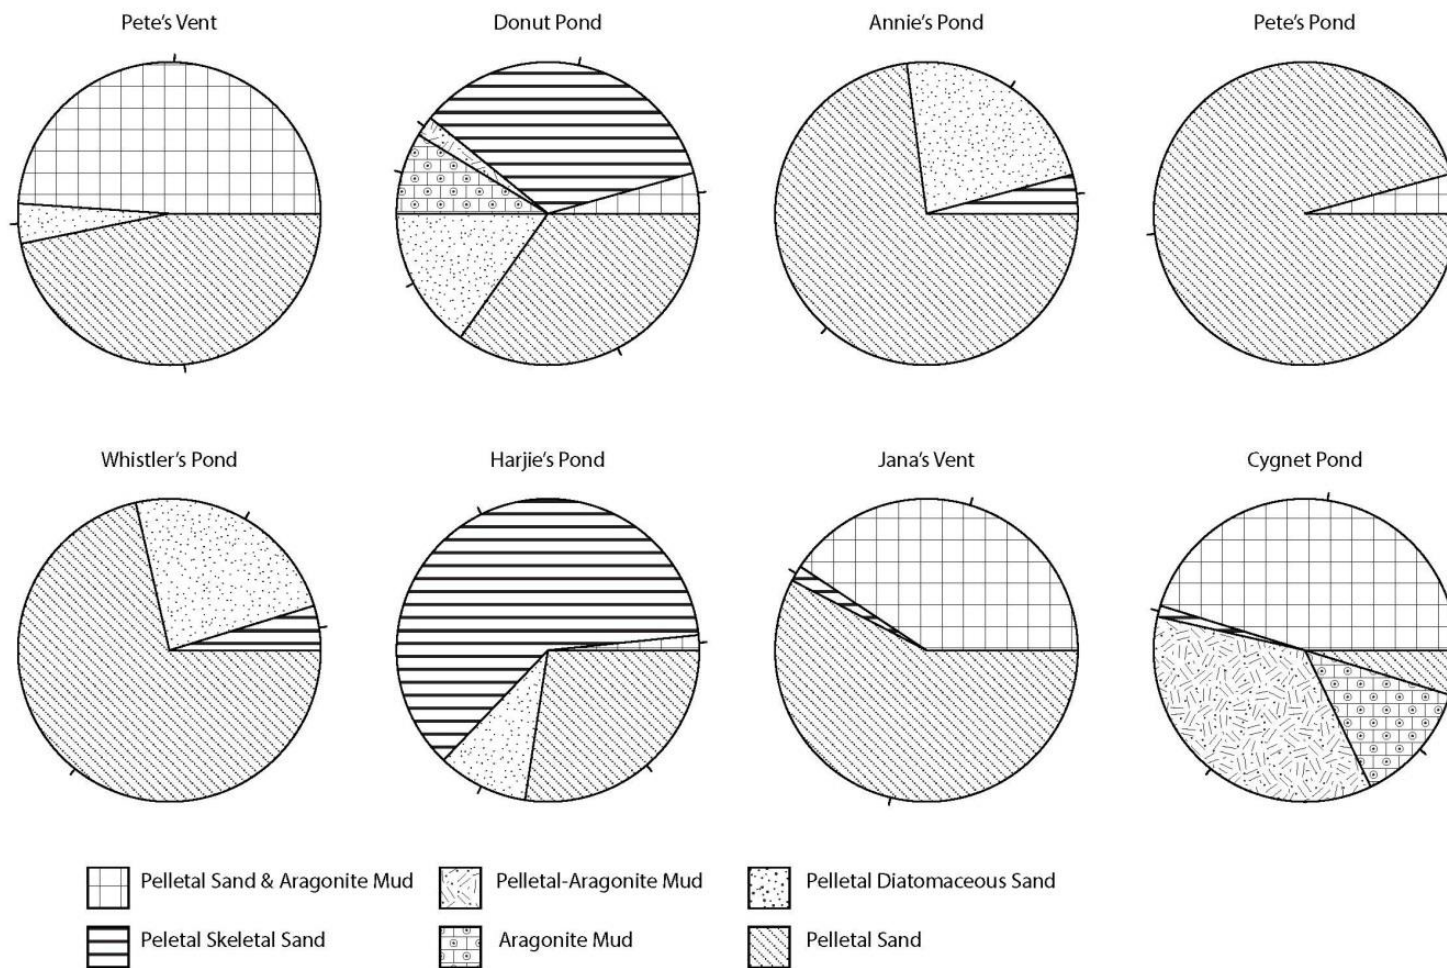 Pete's Vent
Donut Pond
Annie's Pond
Pete's Pond
Whistler's Pond
Harjie's Pond
Jana's Vent
Cygnet Pond
Pelletal Sand & Aragonite Mud
Pelletal-Aragonite Mud
Pelletal Diatomaceous Sand
Peletal Skeletal Sand
Aragonite Mud
Pelletal Sand